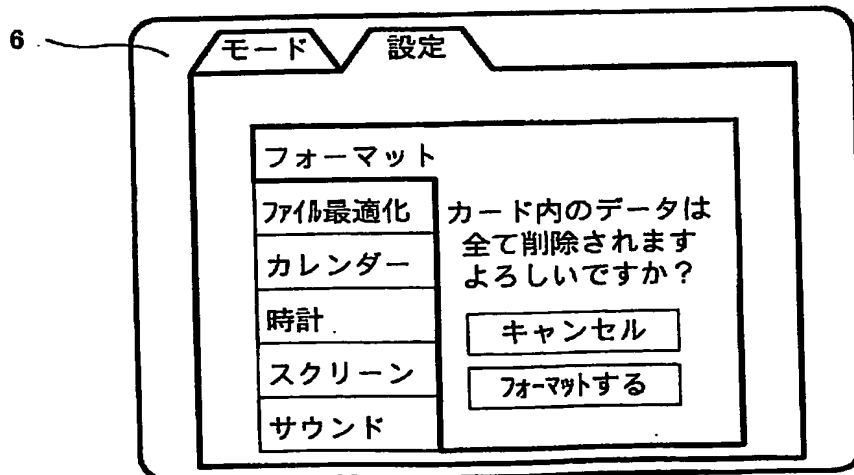 6
モード
設定
フォーマット
ﾌｧｲﾙ最適化
カレンダー
時計
スクリーン
サウンド
カード内のデータは
全て削除されます
よろしいですか？
キャンセル
ﾌｫｰﾏｯﾄする